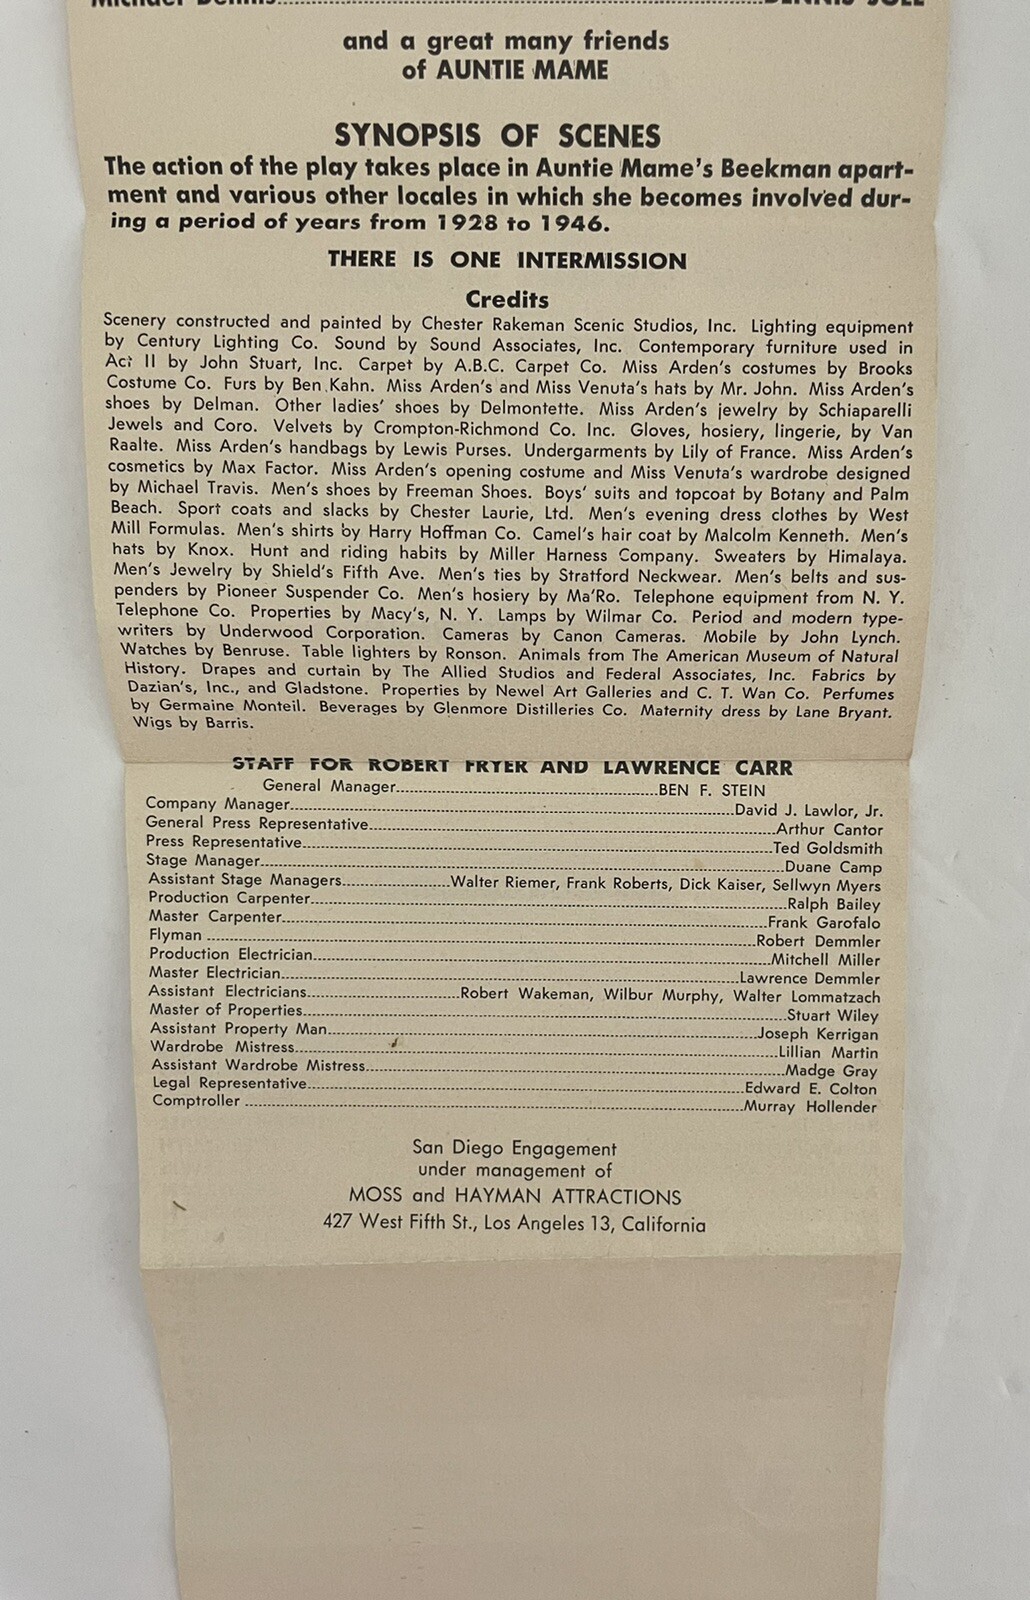 Michael Dennis..........DENNIS JOEL
and a great many friends
of AUNTIE MAME
SYNOPSIS OF SCENES
The action of the play takes place in Auntie Mame's Beekman apart-
ment and various other locales in which she becomes involved dur-
ing a period of years from 1928 to 1946.
THERE IS ONE INTERMISSION
Credits
Scenery constructed and painted by Chester Rakeman Scenic Studios, Inc. Lighting equipment
by Century Lighting Co. Sound by Sound Associates, Inc. Contemporary furniture used in
Act II by John Stuart, Inc. Carpet by A.B.C. Carpet Co. Miss Arden's costumes by Brooks
Costume Co. Furs by Ben Kahn. Miss Arden's and Miss Venuta's hats by Mr. John. Miss Arden's
shoes by Delman. Other ladies' shoes by Delmontette. Miss Arden's jewelry by Schiaparelli
Jewels and Coro. Velvets by Crompton-Richmond Co. Inc. Gloves, hosiery, lingerie, by Van
Raalte. Miss Arden's handbags by Lewis Purses. Undergarments by Lily of France. Miss Arden's
cosmetics by Max Factor. Miss Arden's opening costume and Miss Venuta's wardrobe designed
by Michael Travis. Men's shoes by Freeman Shoes. Boys' suits and topcoat by Botany and Palm
Beach. Sport coats and slacks by Chester Laurie, Ltd. Men's evening dress clothes by West
Mill Formulas. Men's shirts by Harry Hoffman Co. Camel's hair coat by Malcolm Kenneth. Men's
hats by Knox. Hunt and riding habits by Miller Harness Company. Sweaters by Himalaya.
Men's Jewelry by Shield's Fifth Ave. Men's ties by Stratford Neckwear. Men's belts and sus-
penders by Pioneer Suspender Co. Men's hosiery by Ma'Ro. Telephone equipment from N. Y.
Telephone Co. Properties by Macy's, N. Y. Lamps by Wilmar Co. Period and modern type-
writers by Underwood Corporation. Cameras by Canon Cameras. Mobile by John Lynch.
Watches by Benruse. Table lighters by Ronson. Animals from The American Museum of Natural
History. Drapes and curtain by The Allied Studios and Federal Associates, Inc. Fabrics by
Dazian's, Inc., and Gladstone. Properties by Newel Art Galleries and C. T. Wan Co. Perfumes
by Germaine Monteil. Beverages by Glenmore Distilleries Co. Maternity dress by Lane Bryant.
Wigs by Barris.
STAFF FOR ROBERT FRYER AND LAWRENCE CARR
General Manager..........BEN F. STEIN
Company Manager..........David J. Lawlor, Jr.
General Press Representative..........Arthur Cantor
Press Representative..........Ted Goldsmith
Stage Manager..........Duane Camp
Assistant Stage Managers..........Walter Riemer, Frank Roberts, Dick Kaiser, Sellwyn Myers
Production Carpenter..........Ralph Bailey
Master Carpenter..........Frank Garofalo
Flyman..........Robert Demmler
Production Electrician..........Mitchell Miller
Master Electrician..........Lawrence Demmler
Assistant Electricians..........Robert Wakeman, Wilbur Murphy, Walter Lommatzach
Master of Properties..........Stuart Wiley
Assistant Property Man..........Joseph Kerrigan
Wardrobe Mistress..........Lillian Martin
Assistant Wardrobe Mistress..........Madge Gray
Legal Representative..........Edward E. Colton
Comptroller..........Murray Hollender
San Diego Engagement
under management of
MOSS and HAYMAN ATTRACTIONS
427 West Fifth St., Los Angeles 13, California